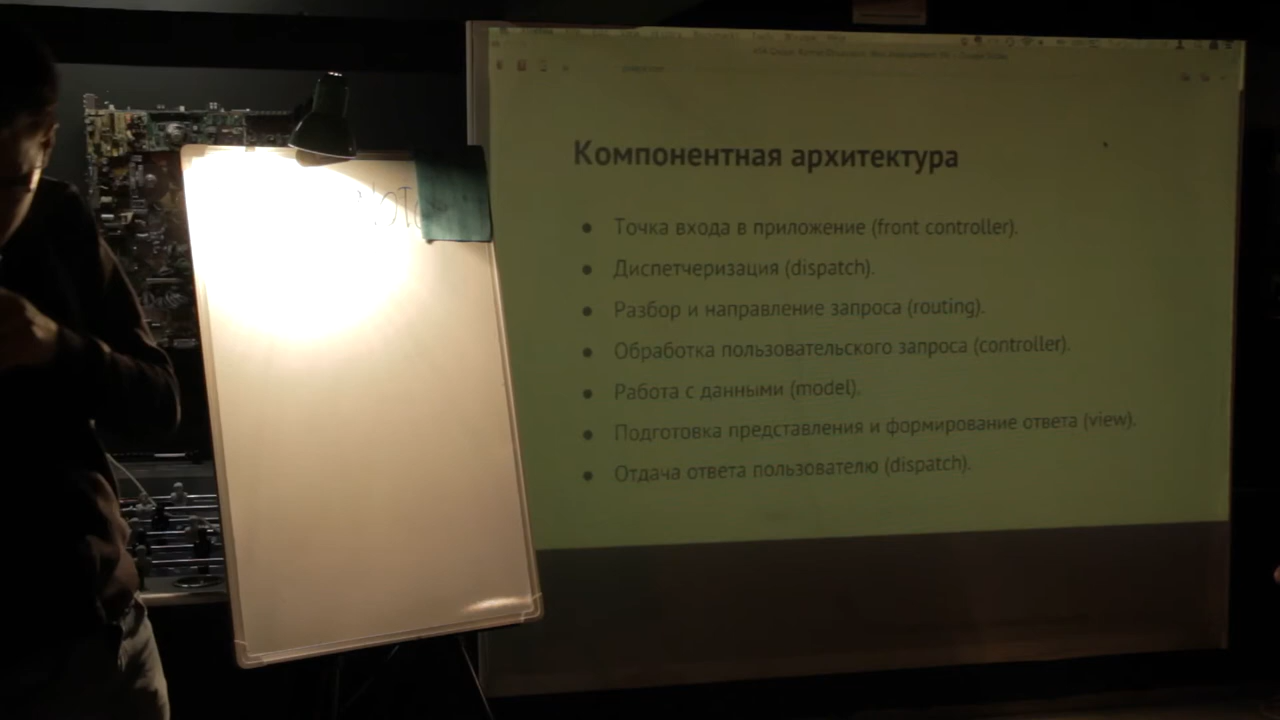 Компонентная архитектура
● Точка входа в приложение (front controller).
● Диспетчеризация (dispatch).
● Разбор и направление запроса (routing).
● Обработка пользовательского запроса (controller).
● Работа с данными (model).
● Подготовка представления и формирование ответа (view).
● Отдача ответа пользователю (dispatch).